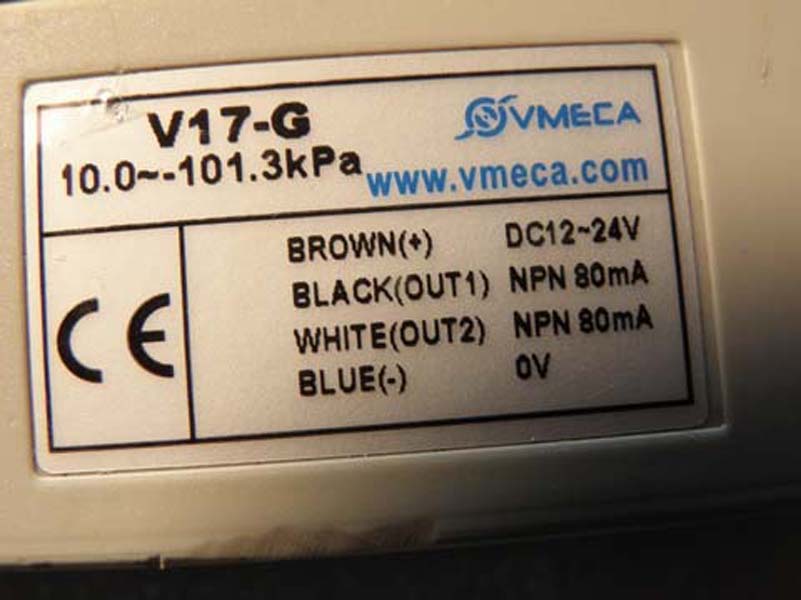 V17-G
VMECA
10.0~-101.3kPa
www.vmeca.com
CE
BROWN(+) DC12~24V
BLACK(OUT1) NPN 80mA
WHITE(OUT2) NPN 80mA
BLUE(-) 0V